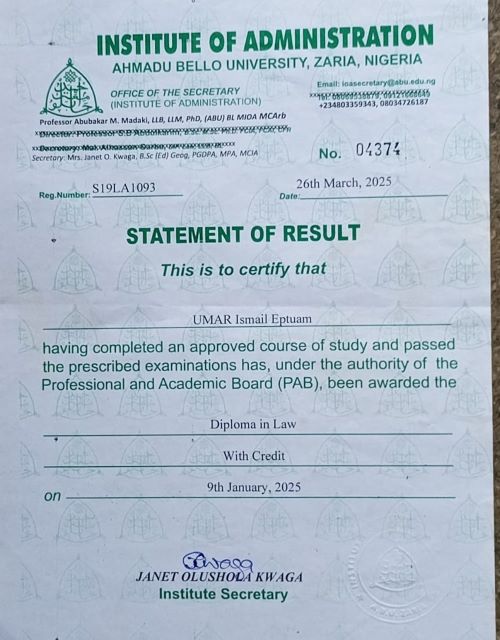 INSTITUTE OF ADMINISTRATION
AHMADU BELLO UNIVERSITY, ZARIA, NIGERIA
OFFICE OF THE SECRETARY
(INSTITUTE OF ADMINISTRATION)
Email: ioasecretary@abu.edu.ng
+234803359343, 08034726187
Professor Abubakar M. Madaki, LLB, LLM, PhD, (ABU) BL MIOA MCArb
Secretary: Mrs. Janet O. Kwaga, B.Sc (Ed) Geog, PGDPA, MPA, MCIA
No. 04374
Reg.Number: S19LA1093
Date: 26th March, 2025
STATEMENT OF RESULT
This is to certify that
UMAR Ismail Eptuam
having completed an approved course of study and passed
the prescribed examinations has, under the authority of the
Professional and Academic Board (PAB), been awarded the
Diploma in Law
With Credit
on 9th January, 2025
JANET OLUSHOLA KWAGA
Institute Secretary